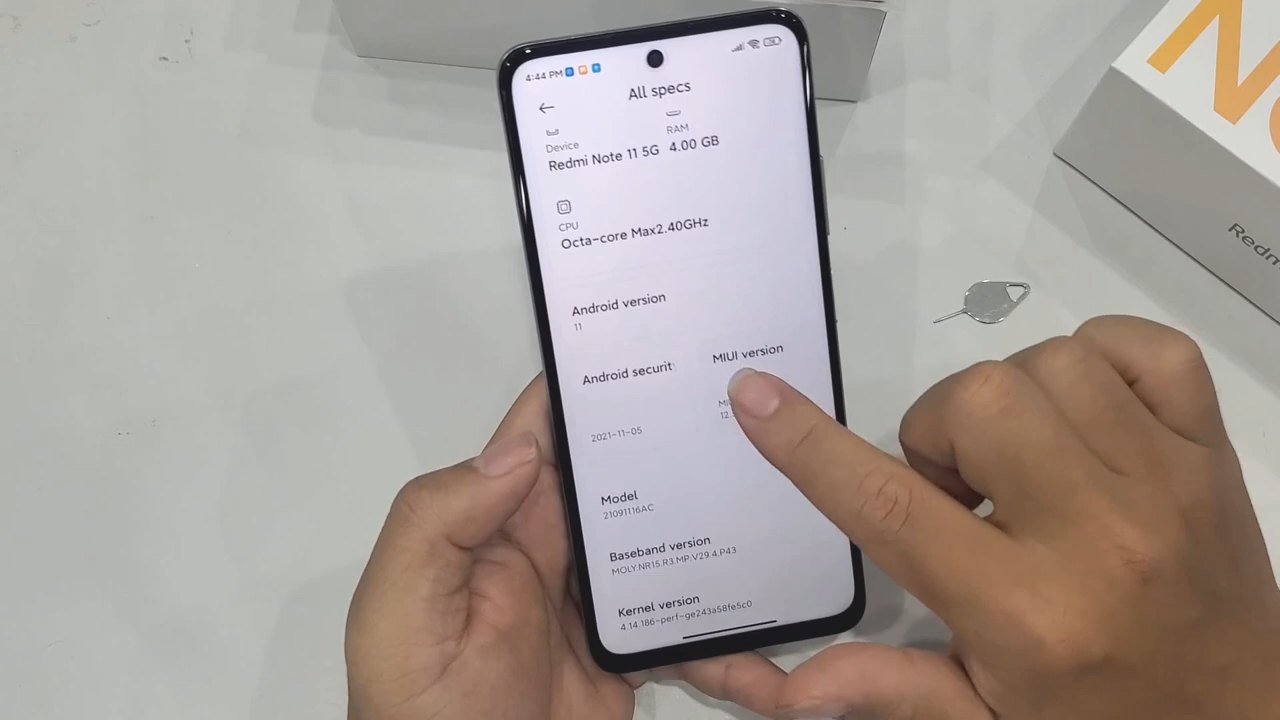 4:44 PM
All specs
Device
Redmi Note 11 5G
RAM
4.00 GB
CPU
Octa-core Max2.40GHz
Android version
11
Android securit
2021-11-05
MIUI version
Model
21091116AC
Baseband version
MOLY.NR15.R3.MP.V29.4.P43
Kernel version
4.14.186-perf-ge243a58fe5c0